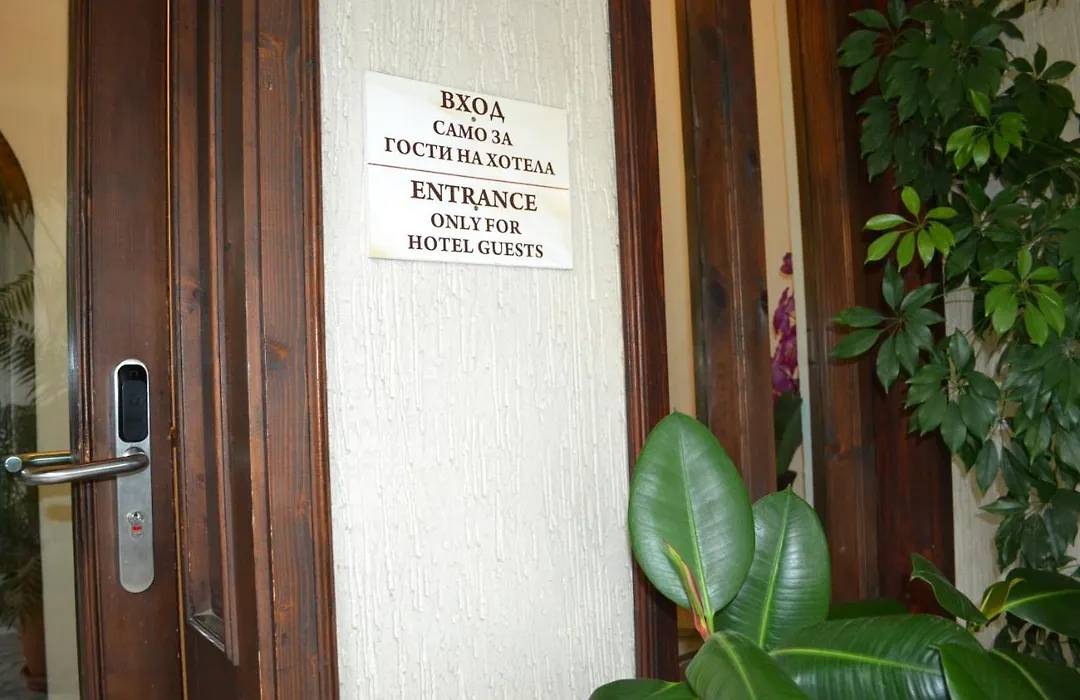 ВХОД
САМО ЗА
ГОСТИ НА ХОТЕЛА
ENTRANCE
ONLY FOR
HOTEL GUESTS